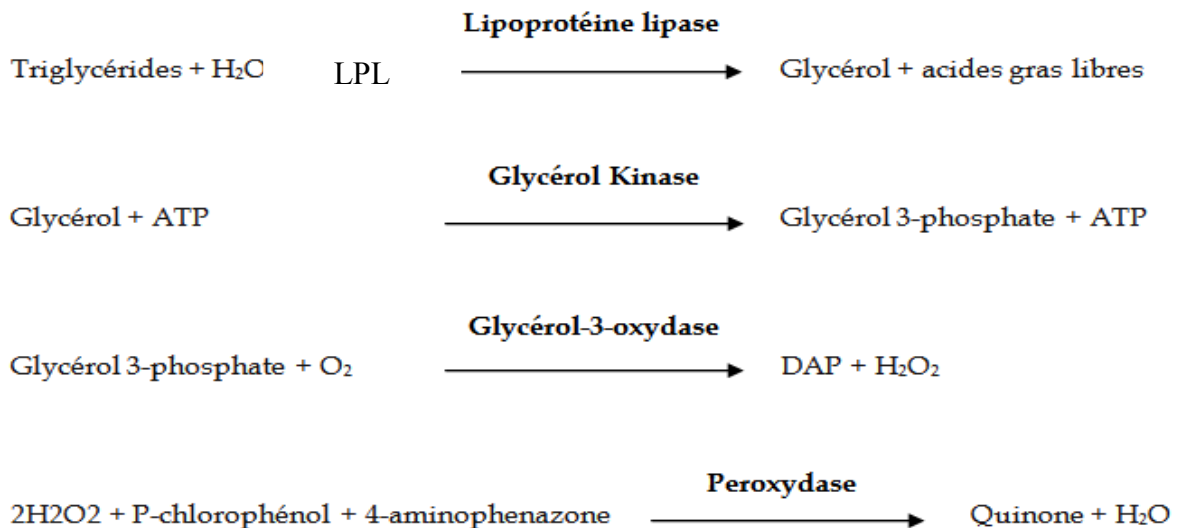 Lipoprotéine lipase
Triglycérides + H₂O LPL Glycérol + acides gras libres
Glycérol Kinase
Glycérol + ATP Glycérol 3-phosphate + ATP
Glycérol-3-oxydase
Glycérol 3-phosphate + O₂ DAP + H₂O₂
Peroxydase
2H2O2 + P-chlorophénol + 4-aminophenazone Quinone + H₂O